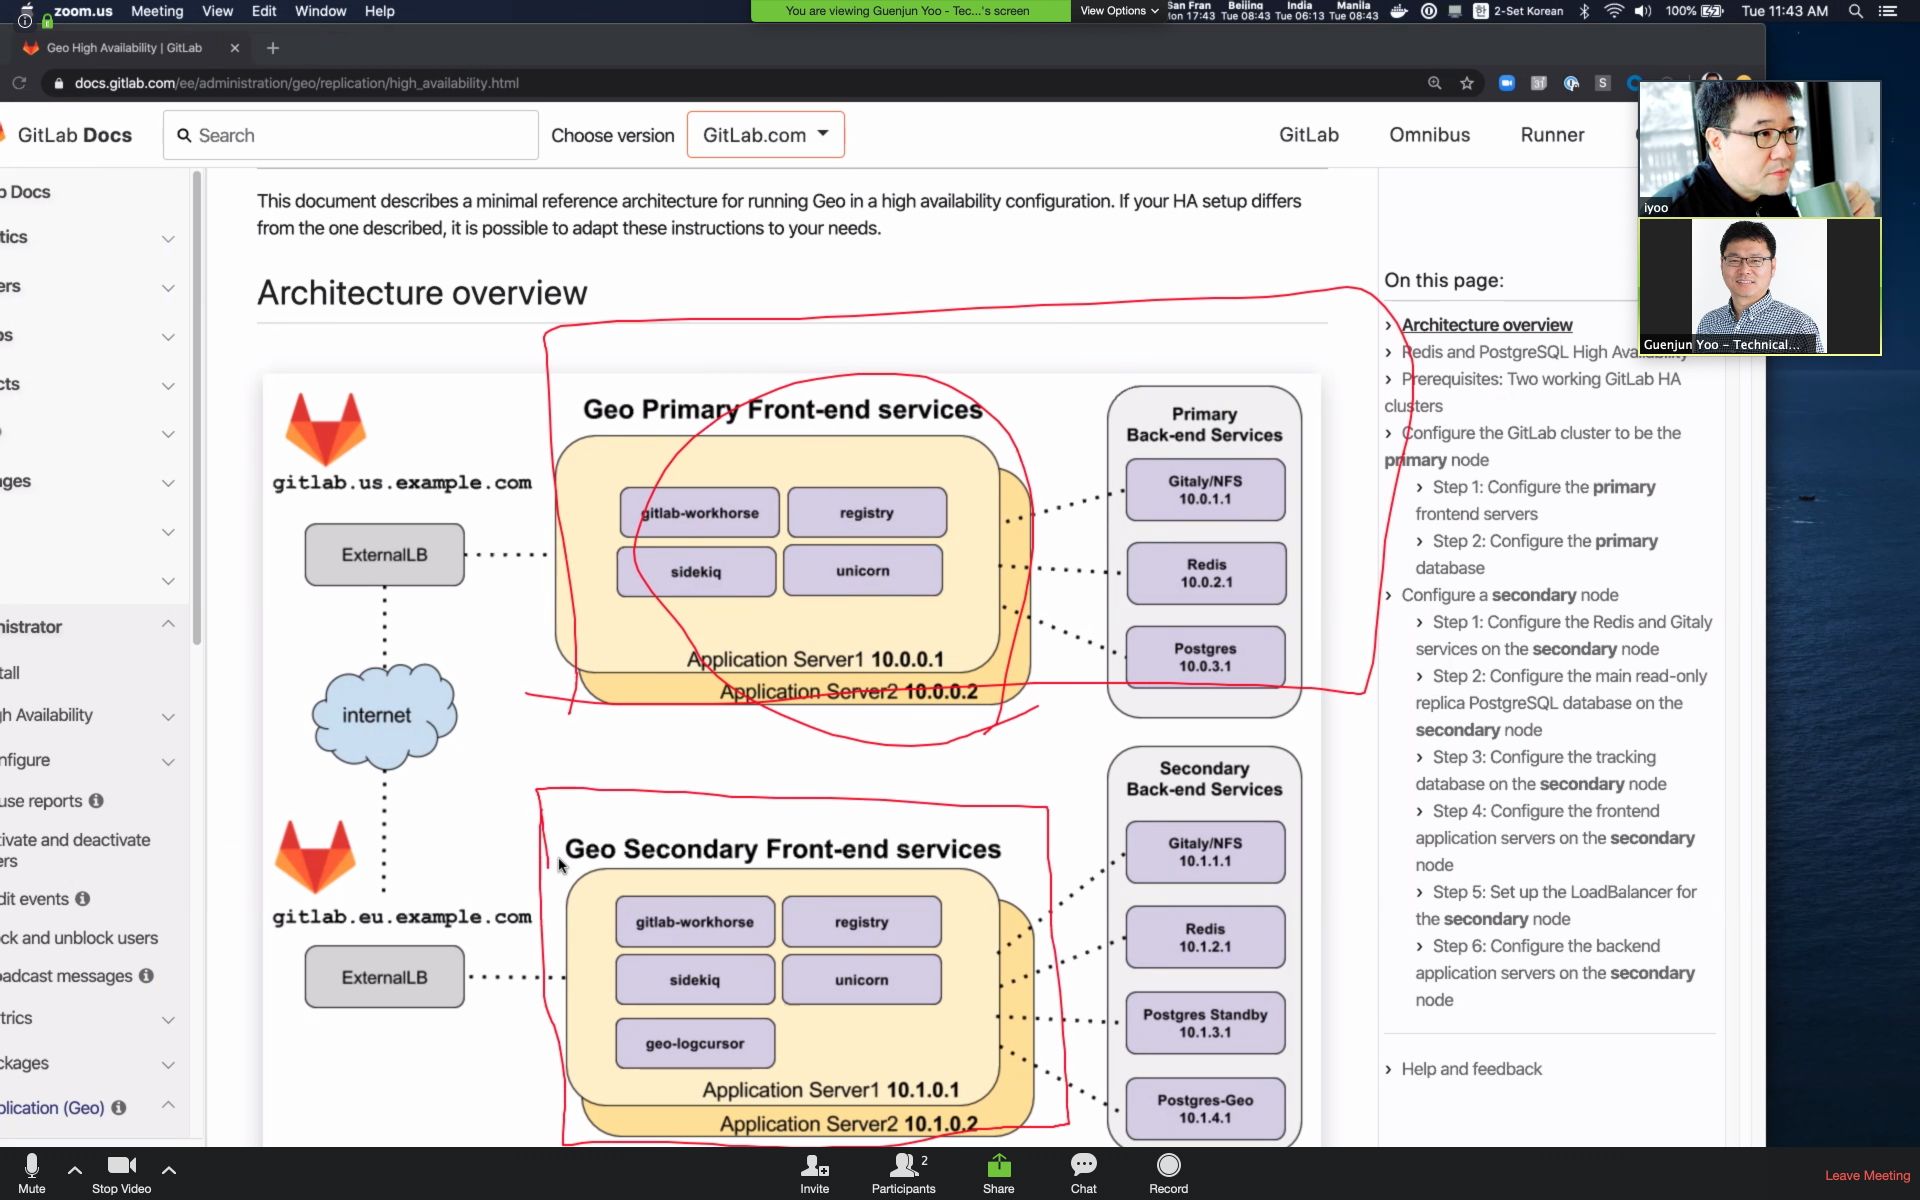 zoom.us Meeting View Edit Window Help
You are viewing Guenjun Yoo - Tec...'s screen
View Options
San Fran Beijing India Manila
Mon 17:43 Tue 08:43 Tue 06:13 Tue 08:43
2-Set Korean
100%
Tue 11:43 AM
Geo High Availability | GitLab
docs.gitlab.com/ee/administration/geo/replication/high_availability.html
GitLab Docs
Search
Choose version
GitLab.com
GitLab
Omnibus
Runner
iyoo
Guenjun Yoo - Technical...
b Docs
tics
ers
ps
cts
ages
nistrator
tall
gh Availability
nfigure
use reports
tivate and deactivate
ers
dit events
ock and unblock users
oadcast messages
trics
ckages
plication (Geo)
This document describes a minimal reference architecture for running Geo in a high availability configuration. If your HA setup differs
from the one described, it is possible to adapt these instructions to your needs.
Architecture overview
gitlab.us.example.com
ExternalLB
internet
gitlab.eu.example.com
ExternalLB
Geo Primary Front-end services
gitlab-workhorse
registry
sidekiq
unicorn
Application Server1 10.0.0.1
Application Server2 10.0.0.2
Primary
Back-end Services
Gitaly/NFS
10.0.1.1
Redis
10.0.2.1
Postgres
10.0.3.1
Geo Secondary Front-end services
gitlab-workhorse
registry
sidekiq
unicorn
geo-logcursor
Application Server1 10.1.0.1
Application Server2 10.1.0.2
Secondary
Back-end Services
Gitaly/NFS
10.1.1.1
Redis
10.1.2.1
Postgres Standby
10.1.3.1
Postgres-Geo
10.1.4.1
On this page:
Architecture overview
Redis and PostgreSQL High Availability
Prerequisites: Two working GitLab HA
clusters
Configure the GitLab cluster to be the
primary node
Step 1: Configure the primary
frontend servers
Step 2: Configure the primary
database
Configure a secondary node
Step 1: Configure the Redis and Gitaly
services on the secondary node
Step 2: Configure the main read-only
replica PostgreSQL database on the
secondary node
Step 3: Configure the tracking
database on the secondary node
Step 4: Configure the frontend
application servers on the secondary
node
Step 5: Set up the LoadBalancer for
the secondary node
Step 6: Configure the backend
application servers on the secondary
node
Help and feedback
Mute
Stop Video
Invite
2
Participants
Share
Chat
Record
Leave Meeting